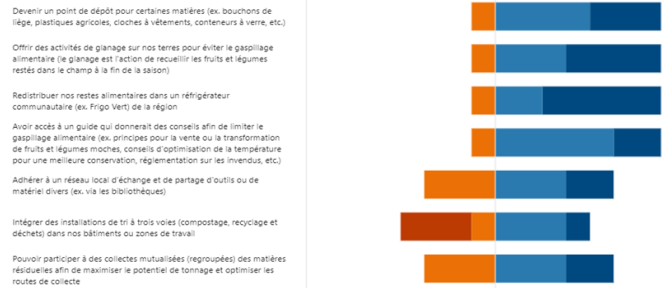 Devenir un point de dépôt pour certaines matières (ex. bouchons de
liège, plastiques agricoles, cloches à vêtements, conteneurs à verre, etc.)
Offrir des activités de glanage sur nos terres pour éviter le gaspillage
alimentaire (le glanage est l'action de recueillir les fruits et légumes
restés dans le champ à la fin de la saison)
Redistribuer nos restes alimentaires dans un réfrigérateur
communautaire (ex. Frigo Vert) de la région
Avoir accès à un guide qui donnerait des conseils afin de limiter le
gaspillage alimentaire (ex. principes pour la vente ou la transformation
de fruits et légumes moches, conseils d'optimisation de la température
pour une meilleure conservation, réglementation sur les invendus, etc.)
Adhérer à un réseau local d'échange et de partage d'outils ou de
matériel divers (ex. via les bibliothèques)
Intégrer des installations de tri à trois voies (compostage, recyclage et
déchets) dans nos bâtiments ou zones de travail
Pouvoir participer à des collectes mutualisées (regroupées) des matières
résiduelles afin de maximiser le potentiel de tonnage et optimiser les
routes de collecte